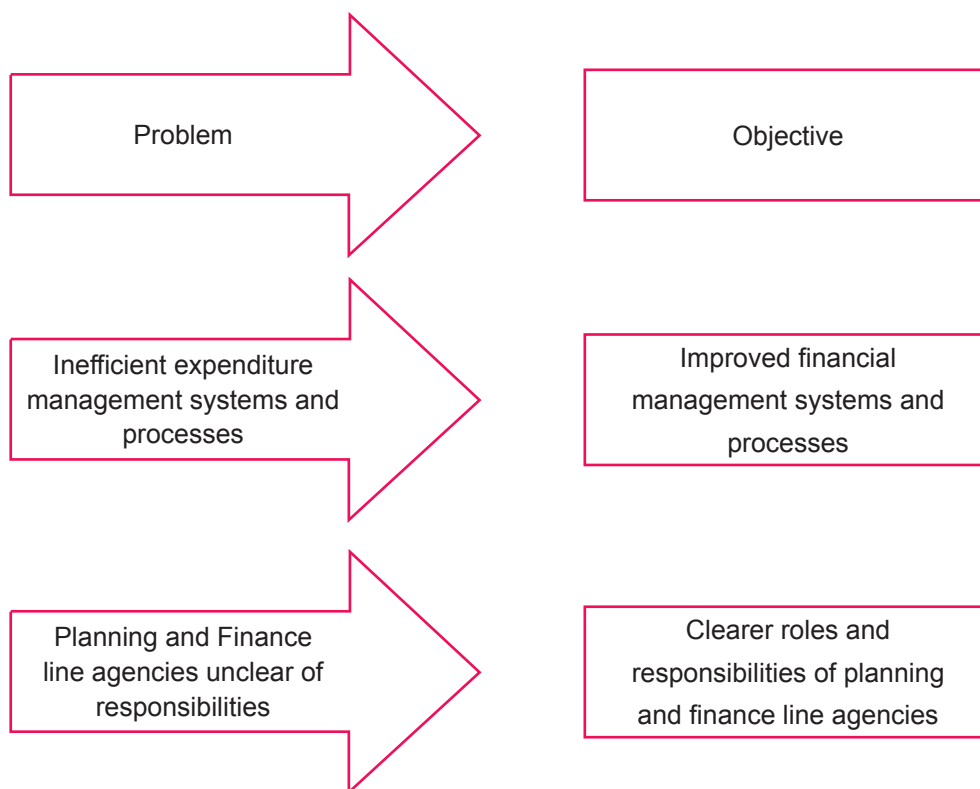 Problem
Objective
Inefficient expenditure
management systems and
processes
Improved financial
management systems and
processes
Planning and Finance
line agencies unclear of
responsibilities
Clearer roles and
responsibilities of planning
and finance line agencies